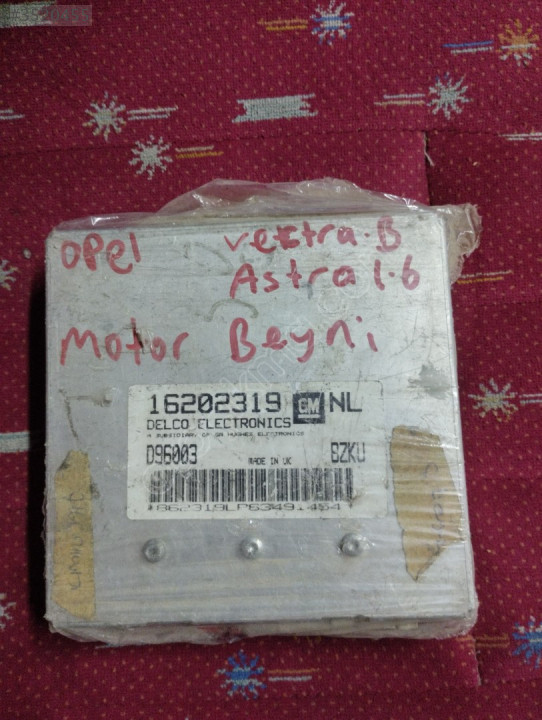 opel vectra.B
Astra 1.6
Motor Beyni
16202319 GM NL
DELCO ELECTRONICS
A SUBSIDIARY OF GM HUGHES ELECTRONICS
D96003 MADE IN UK BZKU